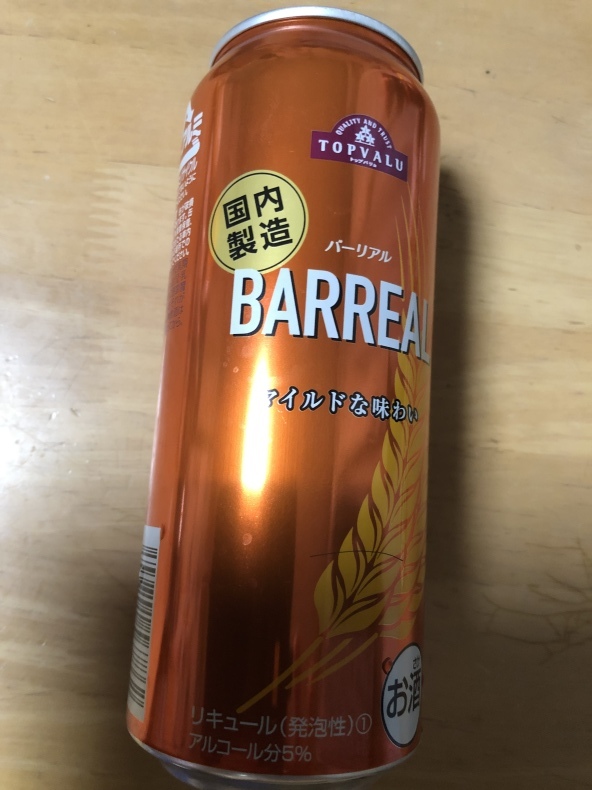 QUALITY AND TRUST
TOPVALU
トップバリュ
国内
製造
バーリアル
BARREAL
マイルドな味わい
さけ
お酒
リキュール(発泡性)①
アルコール分5%